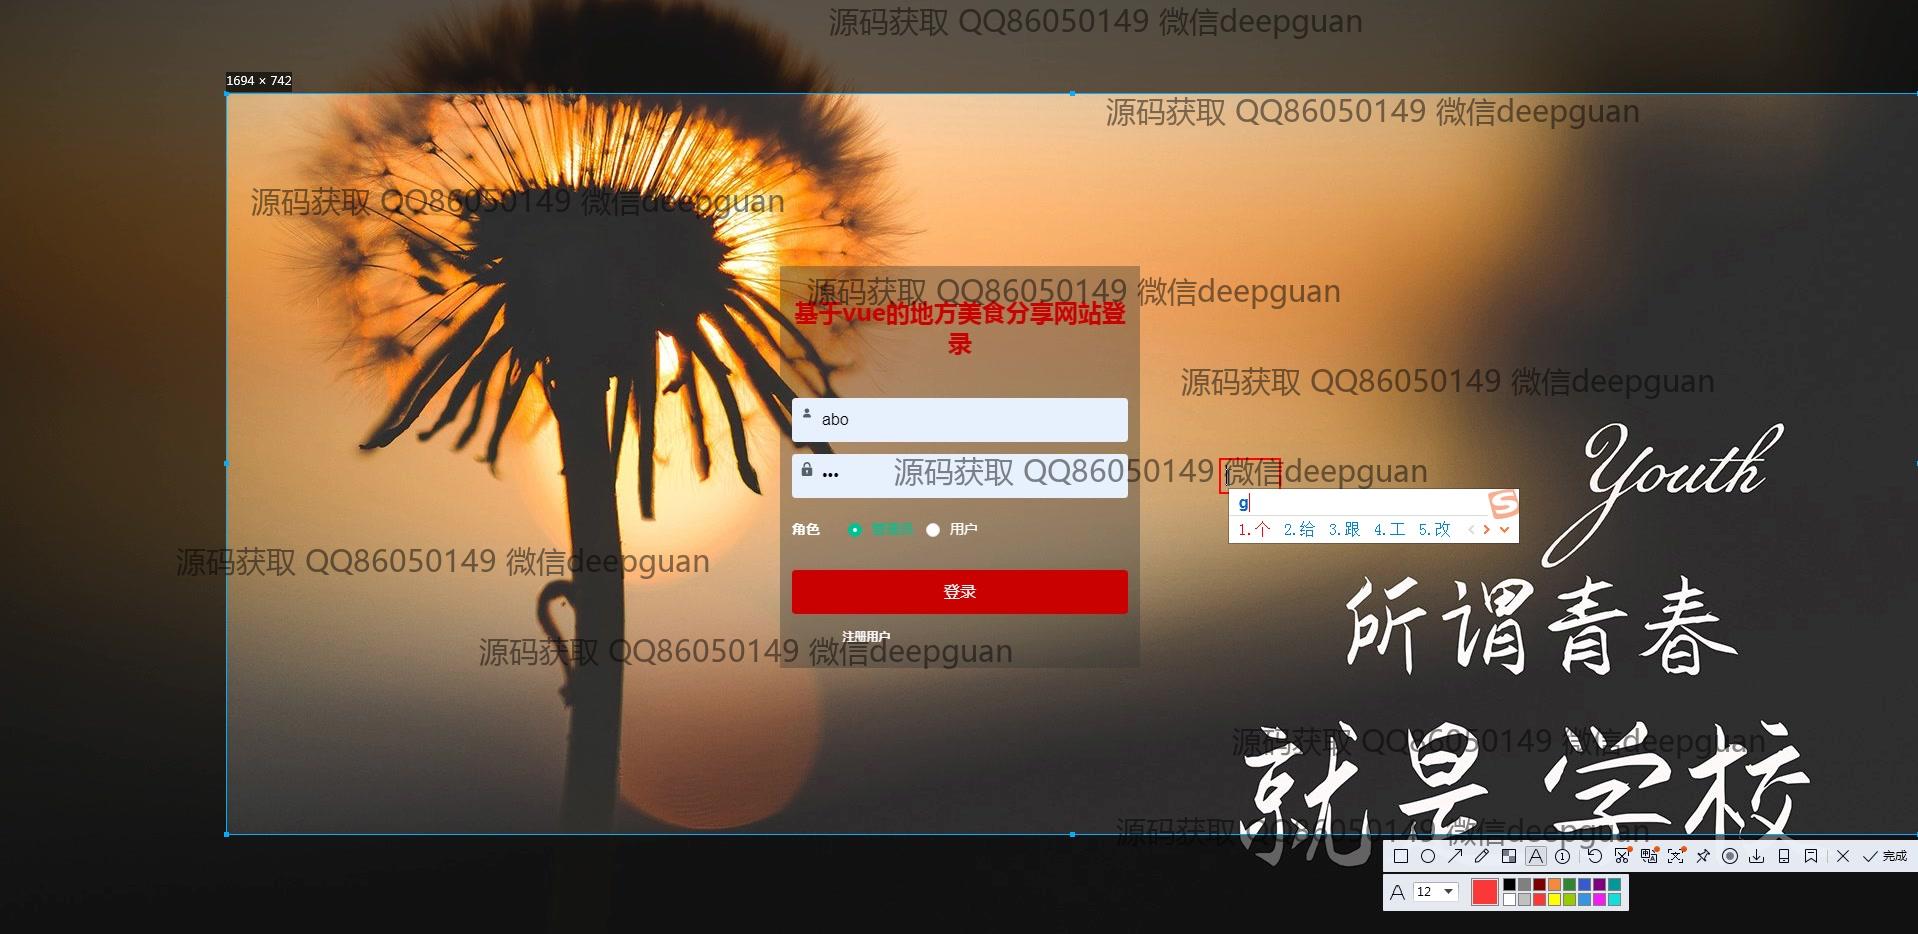 源码获取 QQ86050149 微信deepguan
1694 × 742
源码获取 QQ86050149 微信deepguan
源码获取 QQ86050149 微信deepguan
源码获取 QQ86050149 微信deepguan
基于vue的地方美食分享网站登
录
源码获取 QQ86050149 微信deepguan
abo
Youth
•••
源码获取 QQ86050149 微信deepguan
g
1.个 2.给 3.跟 4.工 5.改
角色 管理员 用户
源码获取 QQ86050149 微信deepguan
登录
所谓青春
注册用户
源码获取 QQ86050149 微信deepguan
源码获取 QQ86050149 微信deepguan
就是学校
源码获取 QQ86050149 微信deepguan
完成
A 12